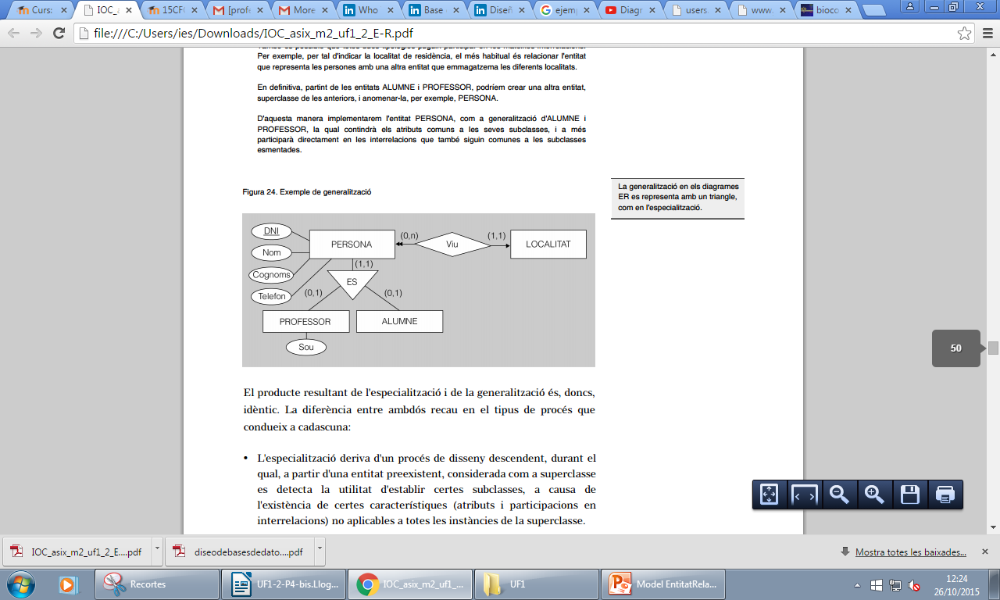 Curs:
IOC_a
15CF
[profe
More
Who
Base
Diseñ
ejem
Diagr
users.
www.
bioco
file:///C:/Users/ies/Downloads/IOC_asix_m2_uf1_2_E-R.pdf
Per exemple, per tal d'indicar la localitat de residència, el més habitual és relacionar l'entitat
que representa les persones amb una altra entitat que emmagatzema les diferents localitats.
En definitiva, partint de les entitats ALUMNE i PROFESSOR, podríem crear una altra entitat,
superclasse de les anteriors, i anomenar-la, per exemple, PERSONA.
D'aquesta manera implementarem l'entitat PERSONA, com a generalització d'ALUMNE i
PROFESSOR, la qual contindrà els atributs comuns a les seves subclasses, i a més
participarà directament en les interrelacions que també siguin comunes a les subclasses
esmentades.
Figura 24. Exemple de generalització
La generalització en els diagrames
ER es representa amb un triangle,
com en l'especialització.
DNI
Nom
Cognoms
Telefon
PERSONA
(0,n)
Viu
(1,1)
LOCALITAT
(1,1)
ES
(0,1)
(0,1)
PROFESSOR
ALUMNE
Sou
50
El producte resultant de l'especialització i de la generalització és, doncs,
idèntic. La diferència entre ambdós recau en el tipus de procés que
condueix a cadascuna:
• L'especialització deriva d'un procés de disseny descendent, durant el
qual, a partir d'una entitat preexistent, considerada com a superclasse
es detecta la utilitat d'establir certes subclasses, a causa de
l'existència de certes característiques (atributs i participacions en
interrelacions) no aplicables a totes les instàncies de la superclasse.
IOC_asix_m2_uf1_2_E....pdf
diseodebasesdedato....pdf
Mostra totes les baixades...
Recortes
UF1-2-P4-bis.Llog...
IOC_asix_m2_uf1_...
UF1
Model EntitatRela...
12:24
26/10/2015